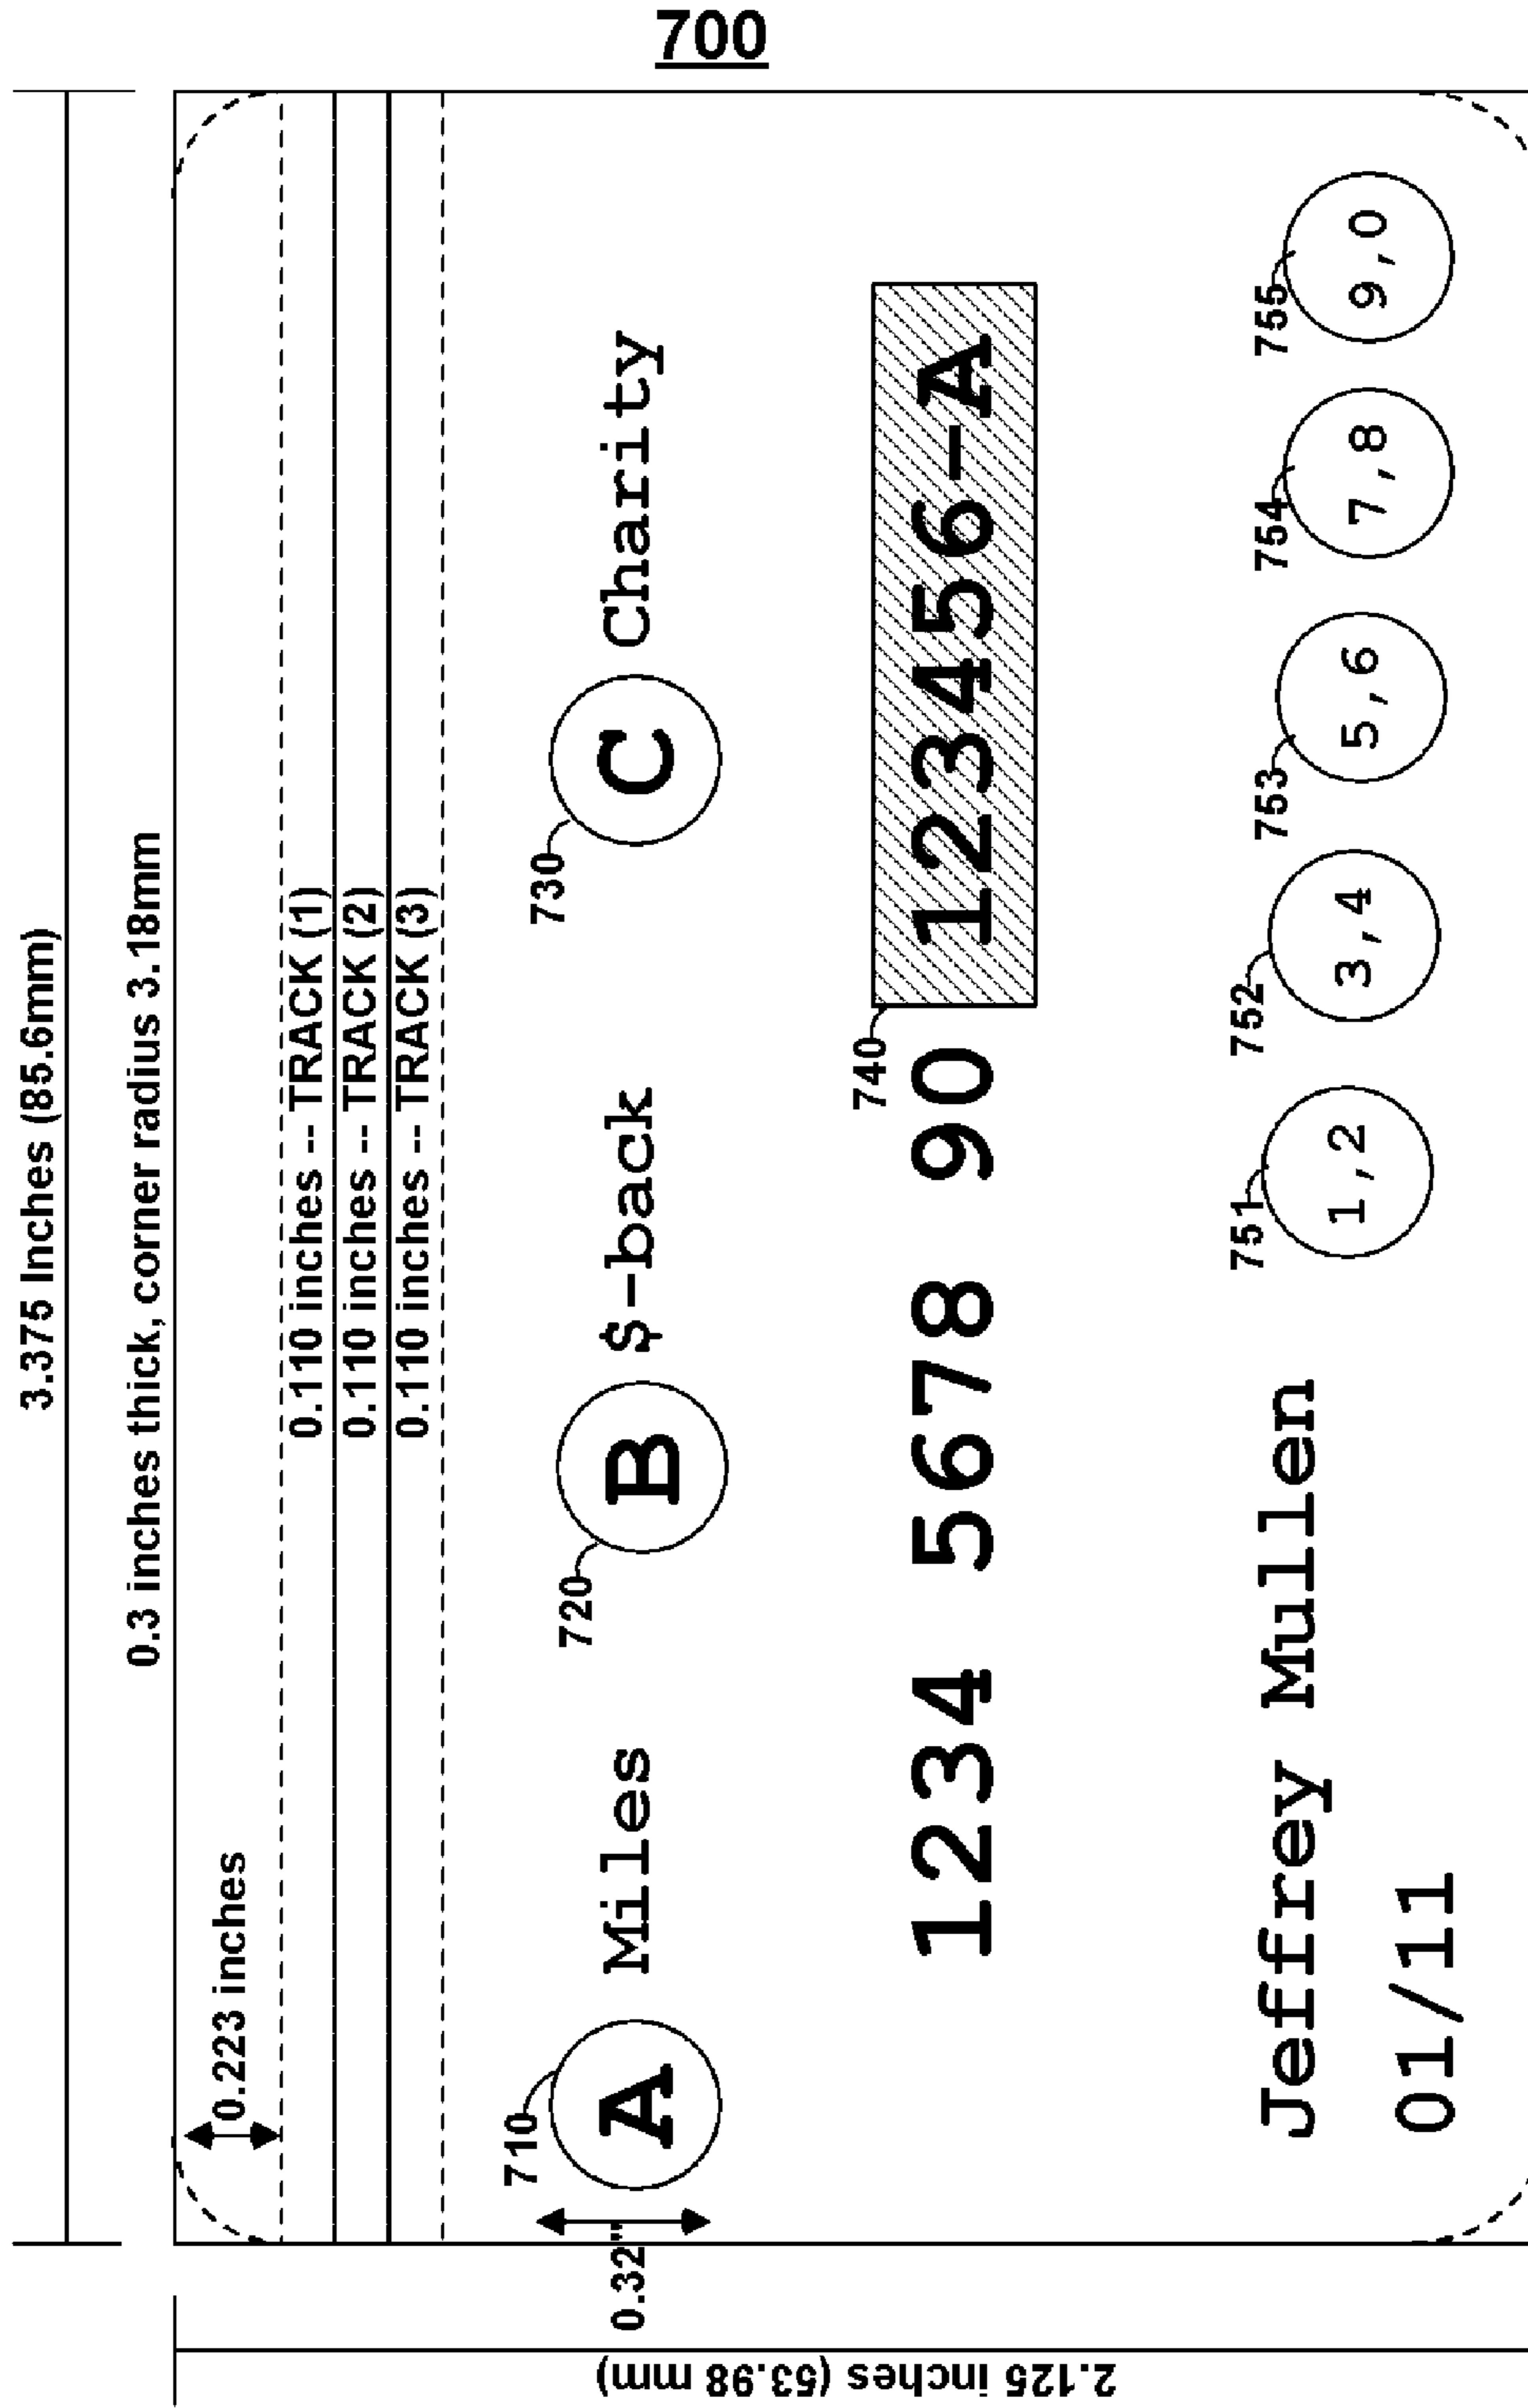 700
3.375 Inches (85.6mm)
0.3 inches thick, corner radius 3.18mm
0.223 inches
0.110 inches -- TRACK (1)
0.110 inches -- TRACK (2)
0.110 inches -- TRACK (3)
710
720
730
0.32"
A Miles
B $-back
C Charity
740
1234 5678 90 123456-A
751
752
753
754
755
Jeffrey Mullen
1,2
3,4
5,6
7,8
9,0
01/11
2.125 inches (53.98 mm)